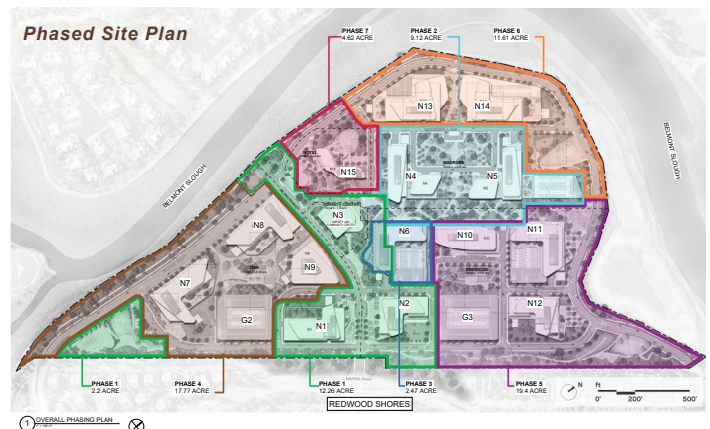 Phased Site Plan
PHASE 7
4.62 ACRE
PHASE 2
9.12 ACRE
PHASE 6
11.61 ACRE
N13
N14
BELMONT SLOUGH
BELMONT SLOUGH
HOTEL
N15
MADRONE
N4
N5
N3
AMENITY CENTER
N8
N6
N10
N11
OAK
N9
N7
REDWOOD
G2
N1
N2
G3
N12
PHASE 1
2.2 ACRE
PHASE 4
17.77 ACRE
PHASE 1
12.26 ACRE
PHASE 3
2.47 ACRE
PHASE 5
19.4 ACRE
N
ft
0' 200' 500'
REDWOOD SHORES
1 OVERALL PHASING PLAN